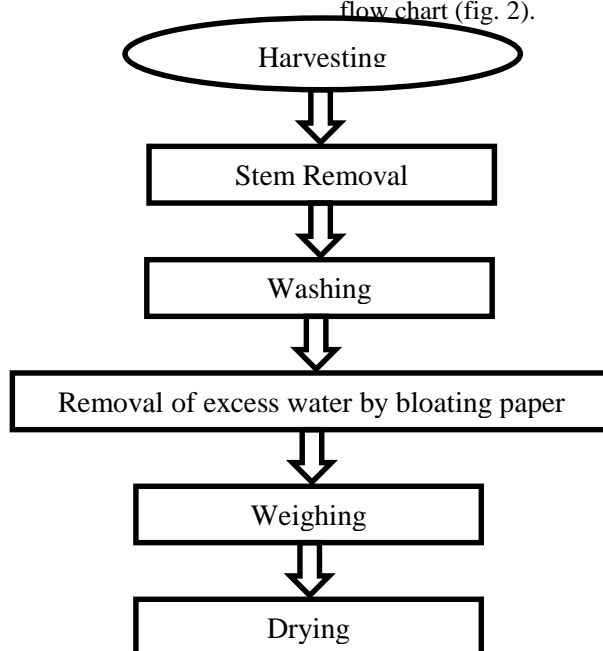 flow chart (fig. 2).
Harvesting
Stem Removal
Washing
Removal of excess water by bloating paper
Weighing
Drying